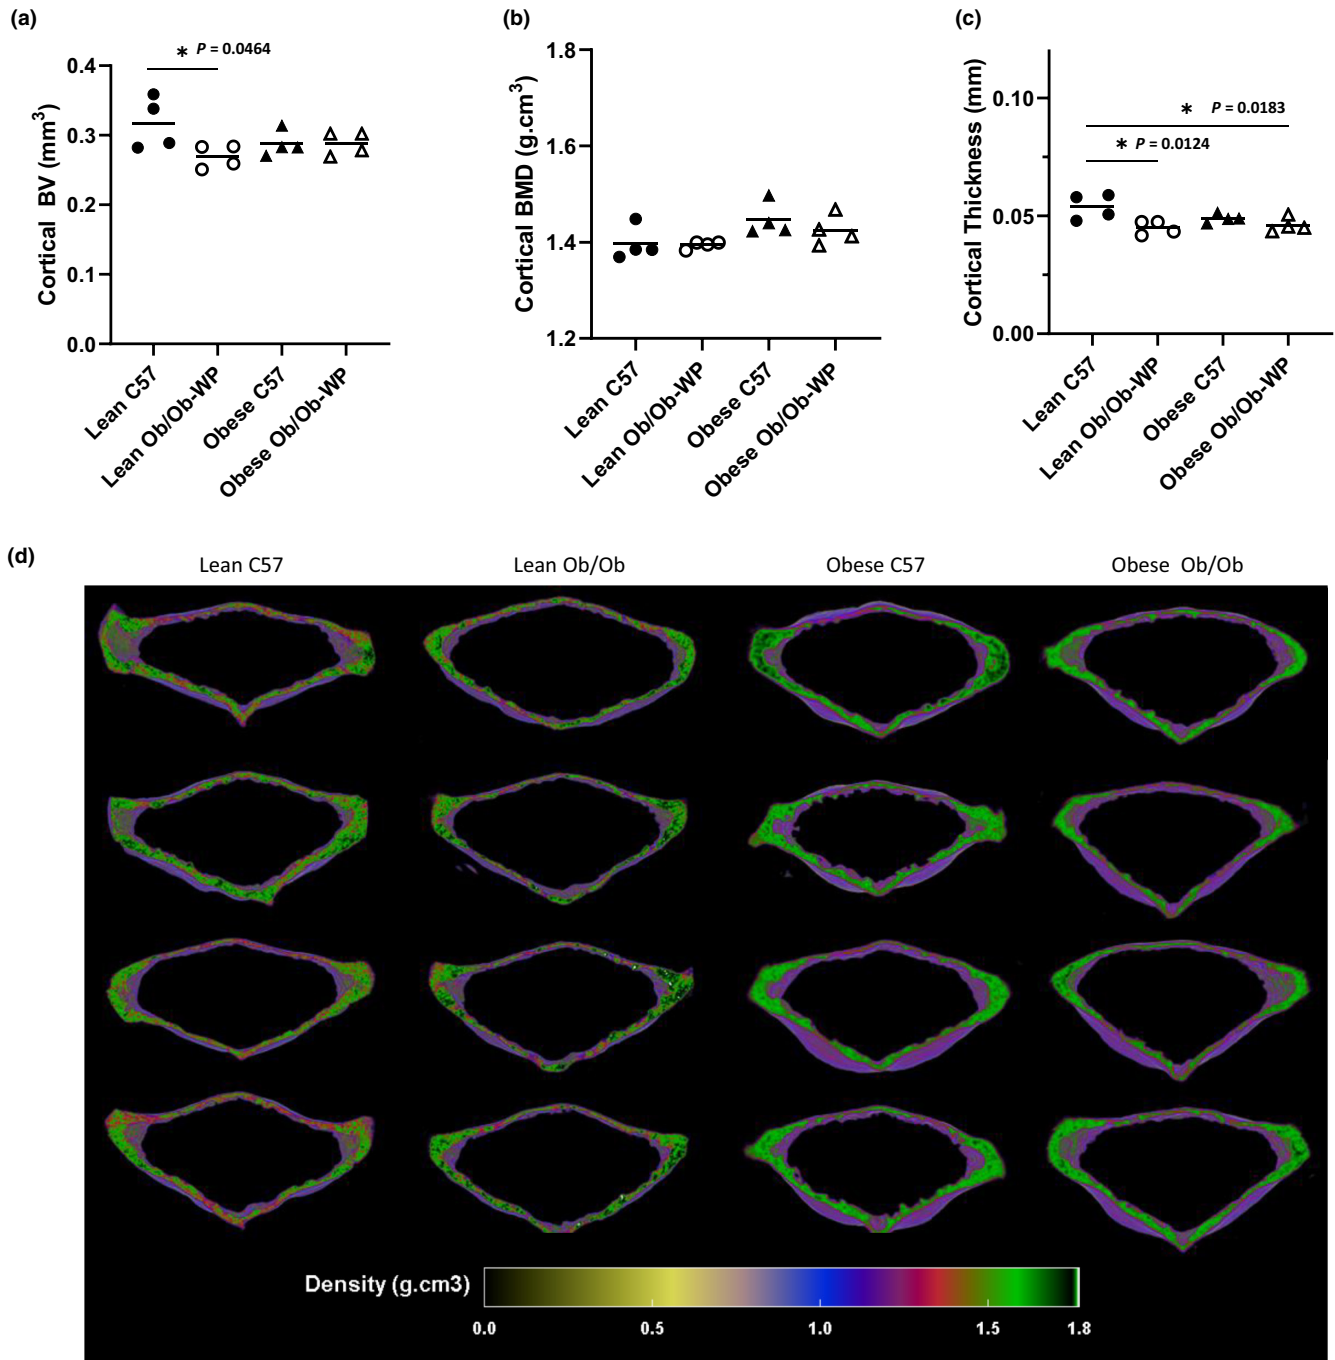 (a)
* P = 0.0464
Cortical BV (mm3)
0.4
0.3
0.2
0.1
0.0
Lean C57
Lean Ob/Ob-WP
Obese C57
Obese Ob/Ob-WP
(b)
Cortical BMD (g.cm3)
1.8
1.6
1.4
1.2
Lean C57
Lean Ob/Ob-WP
Obese C57
Obese Ob/Ob-WP
(c)
Cortical Thickness (mm)
* P = 0.0183
* P = 0.0124
0.10
0.05
0.00
Lean C57
Lean Ob/Ob-WP
Obese C57
Obese Ob/Ob-WP
(d)
Lean C57 Lean Ob/Ob Obese C57 Obese Ob/Ob
Density (g.cm3)
0.0 0.5 1.0 1.5 1.8